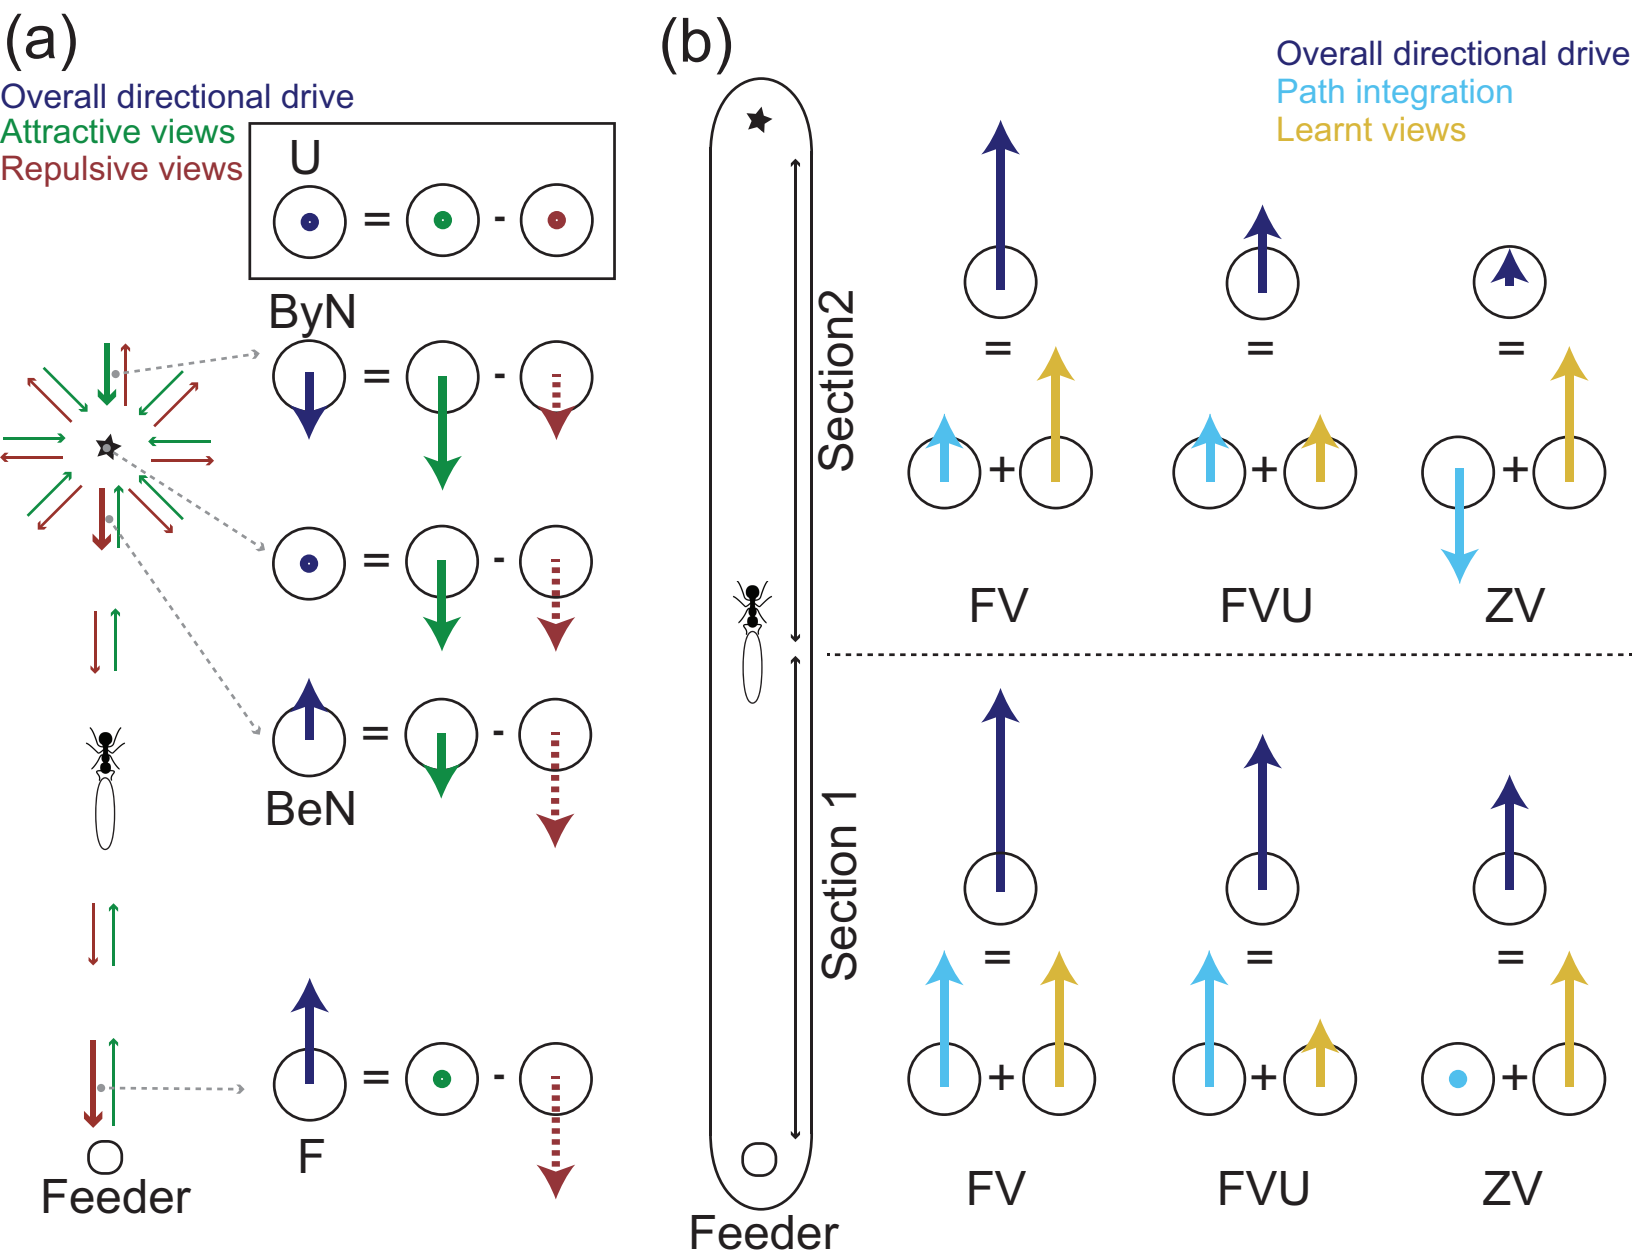 (a)
Overall directional drive
Attractive views
Repulsive views
U
= -
ByN
= -
= -
= -
BeN
= -
F
Feeder
(b)
Overall directional drive
Path integration
Learnt views
Section2
= = =
+ + +
FV FVU ZV
Section 1
= = =
+ + +
FV FVU ZV
Feeder